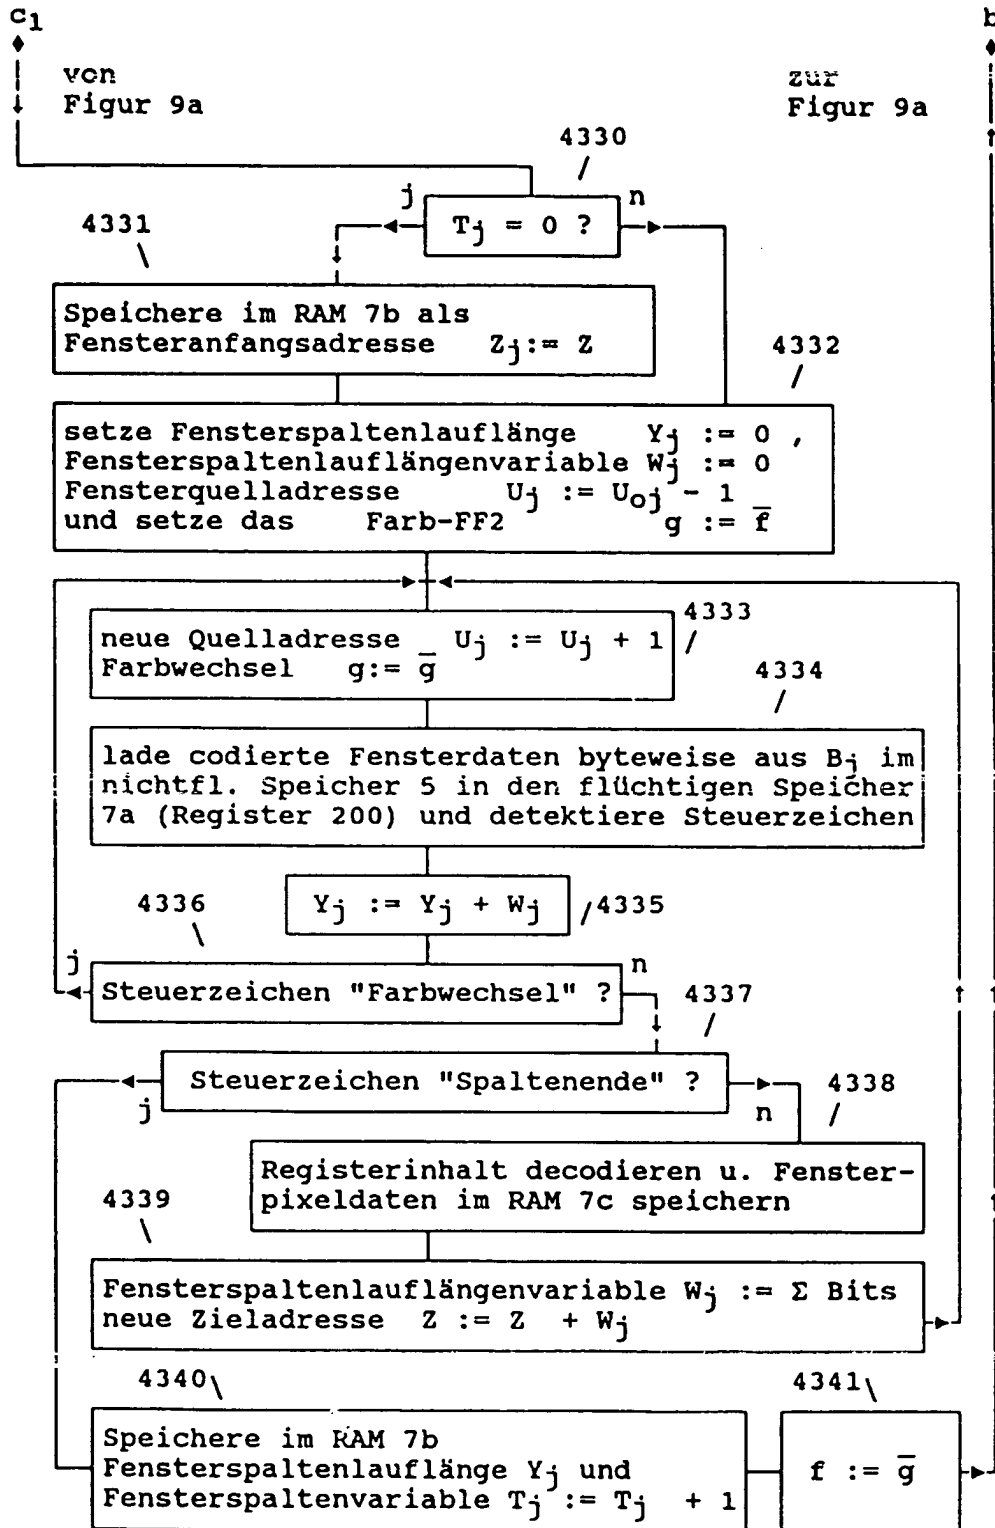 c1
b
von
Figur 9a
zur
Figur 9a
4330
j
n
Tj = 0 ?
4331
Speichere im RAM 7b als
Fensteranfangsadresse Zj:= Z
4332
setze Fensterspaltenlauflänge Yj := 0 ,
Fensterspaltenlauflängenvariable Wj := 0
Fensterquelladresse Uj := Uoj - 1
und setze das Farb-FF2 g := f̅
4333
neue Quelladresse Uj := Uj + 1
Farbwechsel g:= g̅
4334
lade codierte Fensterdaten byteweise aus Bj im
nichtfl. Speicher 5 in den flüchtigen Speicher
7a (Register 200) und detektiere Steuerzeichen
Yj := Yj + Wj
4335
4336
j
n
Steuerzeichen "Farbwechsel" ?
4337
Steuerzeichen "Spaltenende" ?
j
n
4338
Registerinhalt decodieren u. Fenster-
pixeldaten im RAM 7c speichern
4339
Fensterspaltenlauflängenvariable Wj := Σ Bits
neue Zieladresse Z := Z + Wj
4340
4341
Speichere im RAM 7b
Fensterspaltenlauflänge Yj und
Fensterspaltenvariable Tj := Tj + 1
f := g̅